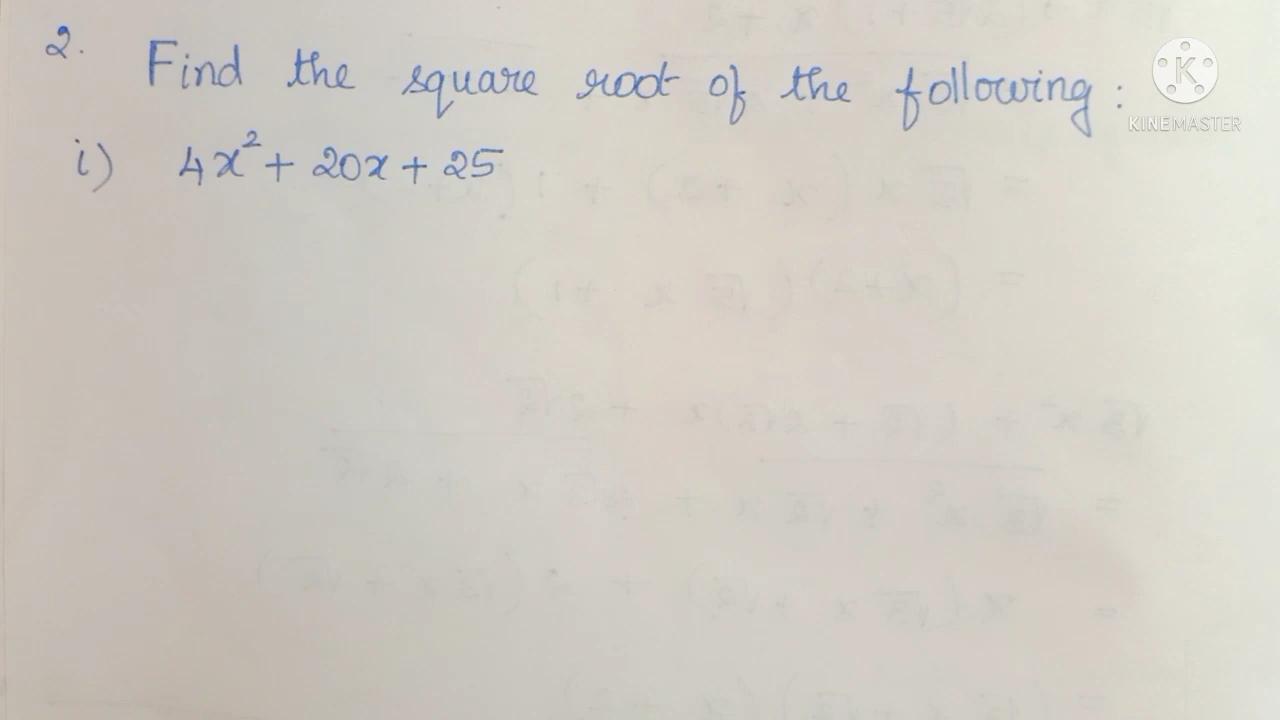 2. Find the square root of the following :
KINEMASTER
i) 4x² + 20x + 25